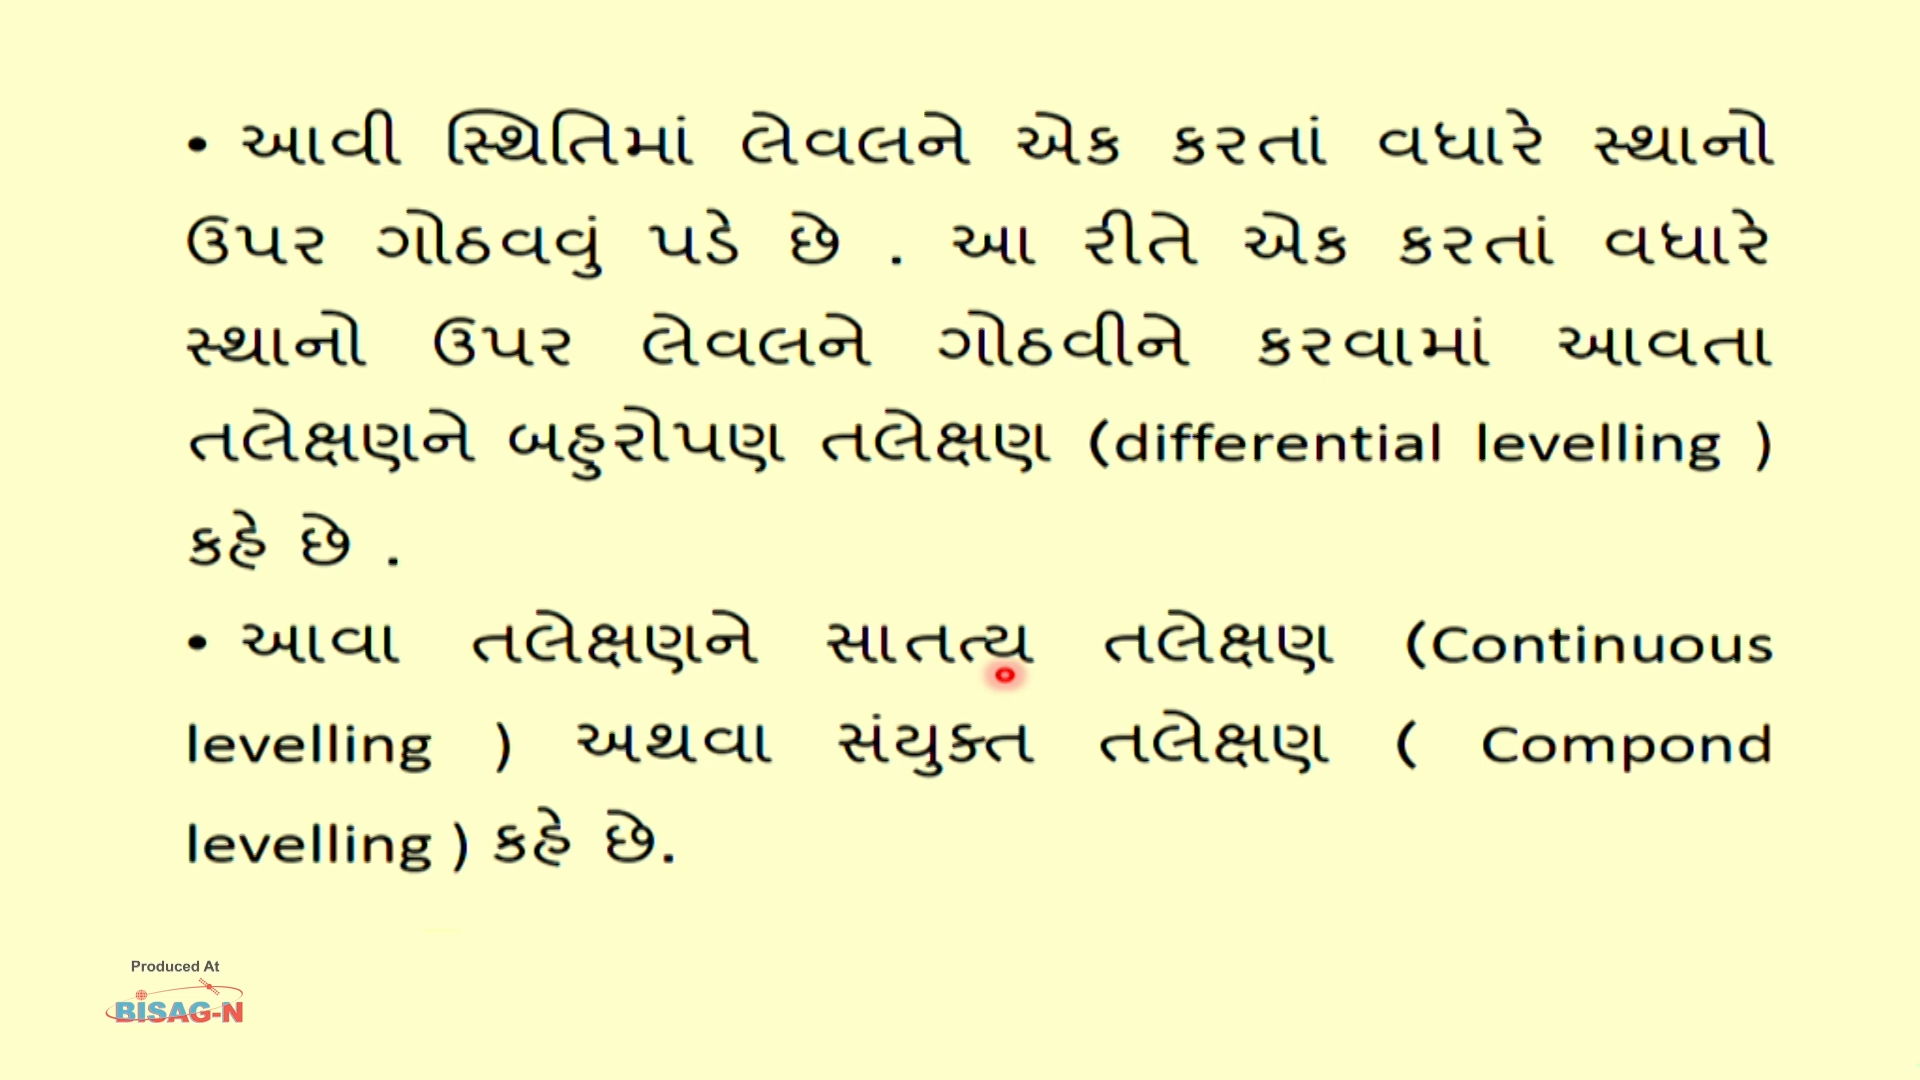 • આવી સ્થિતિમાં લેવલને એક કરતાં વધારે સ્થાનો
ઉપર ગોઠવવું પડે છે . આ રીતે એક કરતાં વધારે
સ્થાનો ઉપર લેવલને ગોઠવીને કરવામાં આવતા
તલેક્ષણને બહુરોપણ તલેક્ષણ (differential levelling )
કહે છે .
• આવા તલેક્ષણને સાતત્ય તલેક્ષણ (Continuous
levelling ) અથવા સંયુક્ત તલેક્ષણ ( Compond
levelling ) કહે છે.
Produced At
BISAG-N